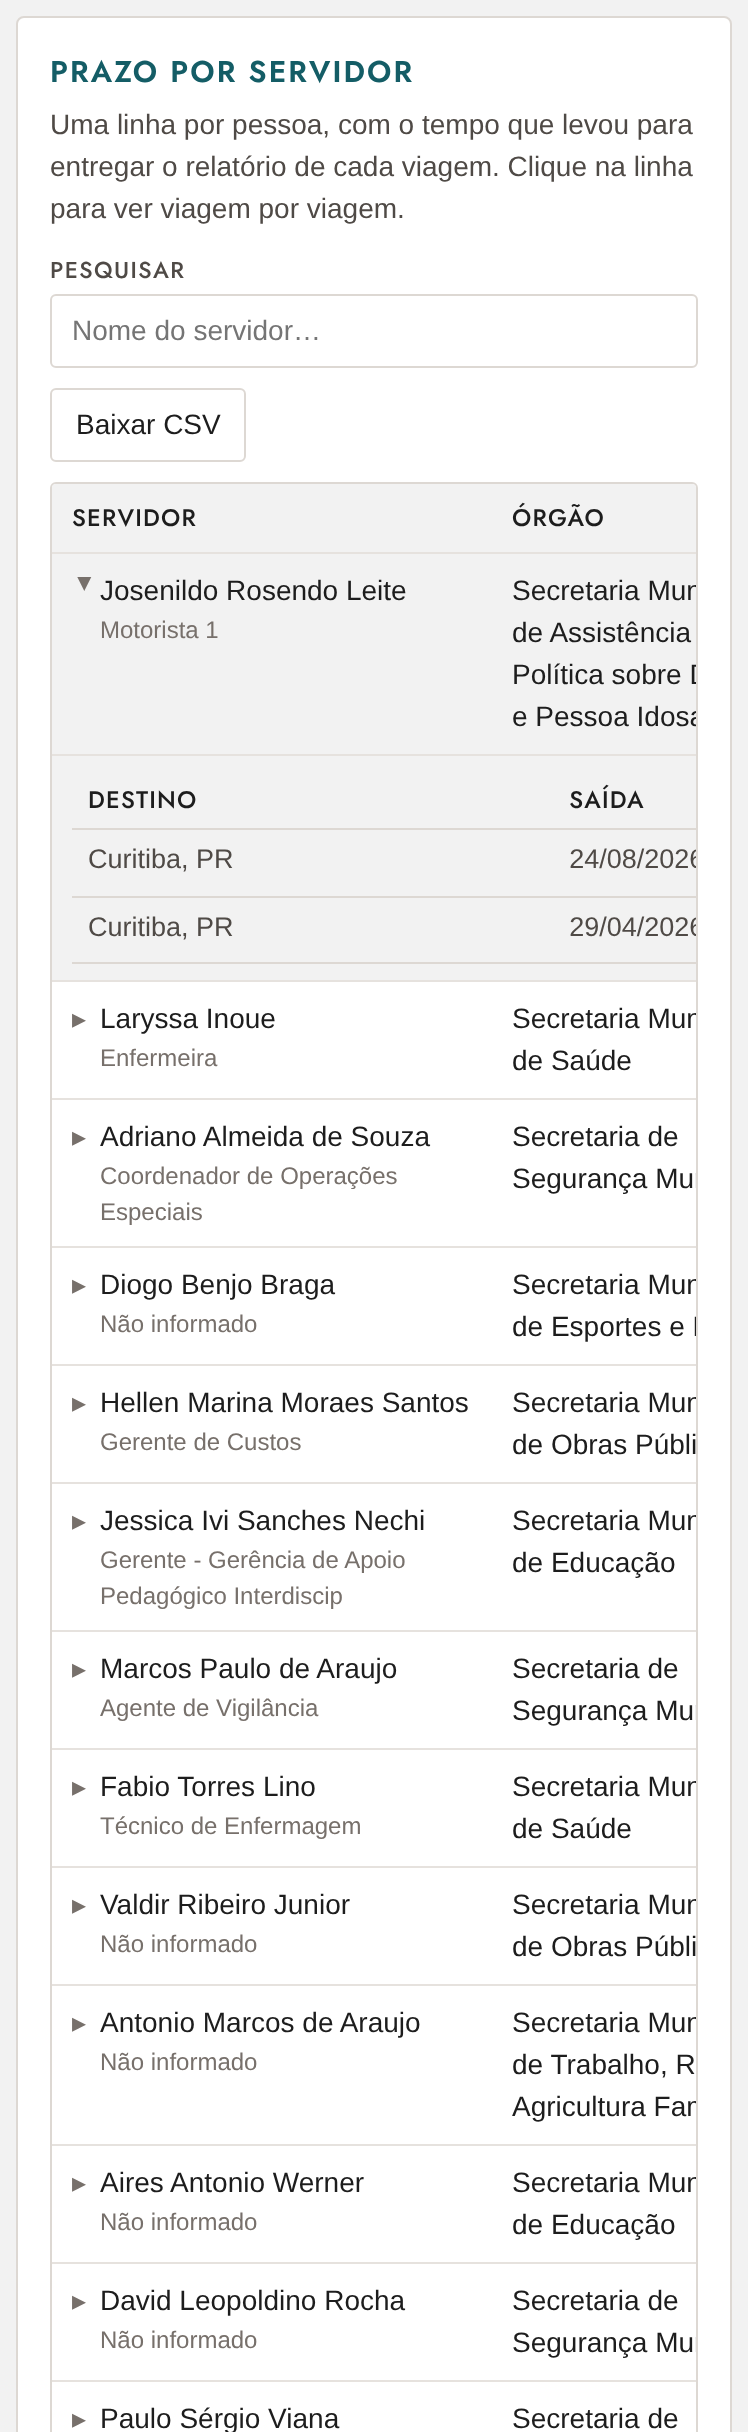 PRAZO POR SERVIDOR
Uma linha por pessoa, com o tempo que levou para
entregar o relatório de cada viagem. Clique na linha
para ver viagem por viagem.
PESQUISAR
Nome do servidor…
Baixar CSV
SERVIDOR ÓRGÃO
▼ Josenildo Rosendo Leite Secretaria Mun
Motorista 1 de Assistência
Política sobre D
e Pessoa Idosa
DESTINO SAÍDA
Curitiba, PR 24/08/2026
Curitiba, PR 29/04/2026
► Laryssa Inoue Secretaria Mun
Enfermeira de Saúde
► Adriano Almeida de Souza Secretaria de
Coordenador de Operações Segurança Mu
Especiais
► Diogo Benjo Braga Secretaria Mun
Não informado de Esportes e
► Hellen Marina Moraes Santos Secretaria Mun
Gerente de Custos de Obras Públi
► Jessica Ivi Sanches Nechi Secretaria Mun
Gerente - Gerência de Apoio de Educação
Pedagógico Interdiscip
► Marcos Paulo de Araujo Secretaria de
Agente de Vigilância Segurança Mu
► Fabio Torres Lino Secretaria Mun
Técnico de Enfermagem de Saúde
► Valdir Ribeiro Junior Secretaria Mun
Não informado de Obras Públi
► Antonio Marcos de Araujo Secretaria Mun
Não informado de Trabalho, R
Agricultura Fam
► Aires Antonio Werner Secretaria Mun
Não informado de Educação
► David Leopoldino Rocha Secretaria de
Não informado Segurança Mu
► Paulo Sérgio Viana Secretaria de